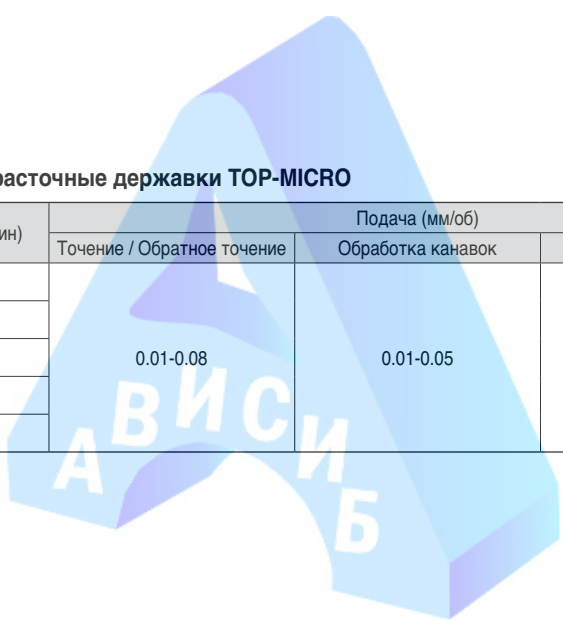 расточные державки TOP-MICRO
ин)
Подача (мм/об)
Точение / Обратное точение
Обработка канавок
0.01-0.08
0.01-0.05
АВИСИБ